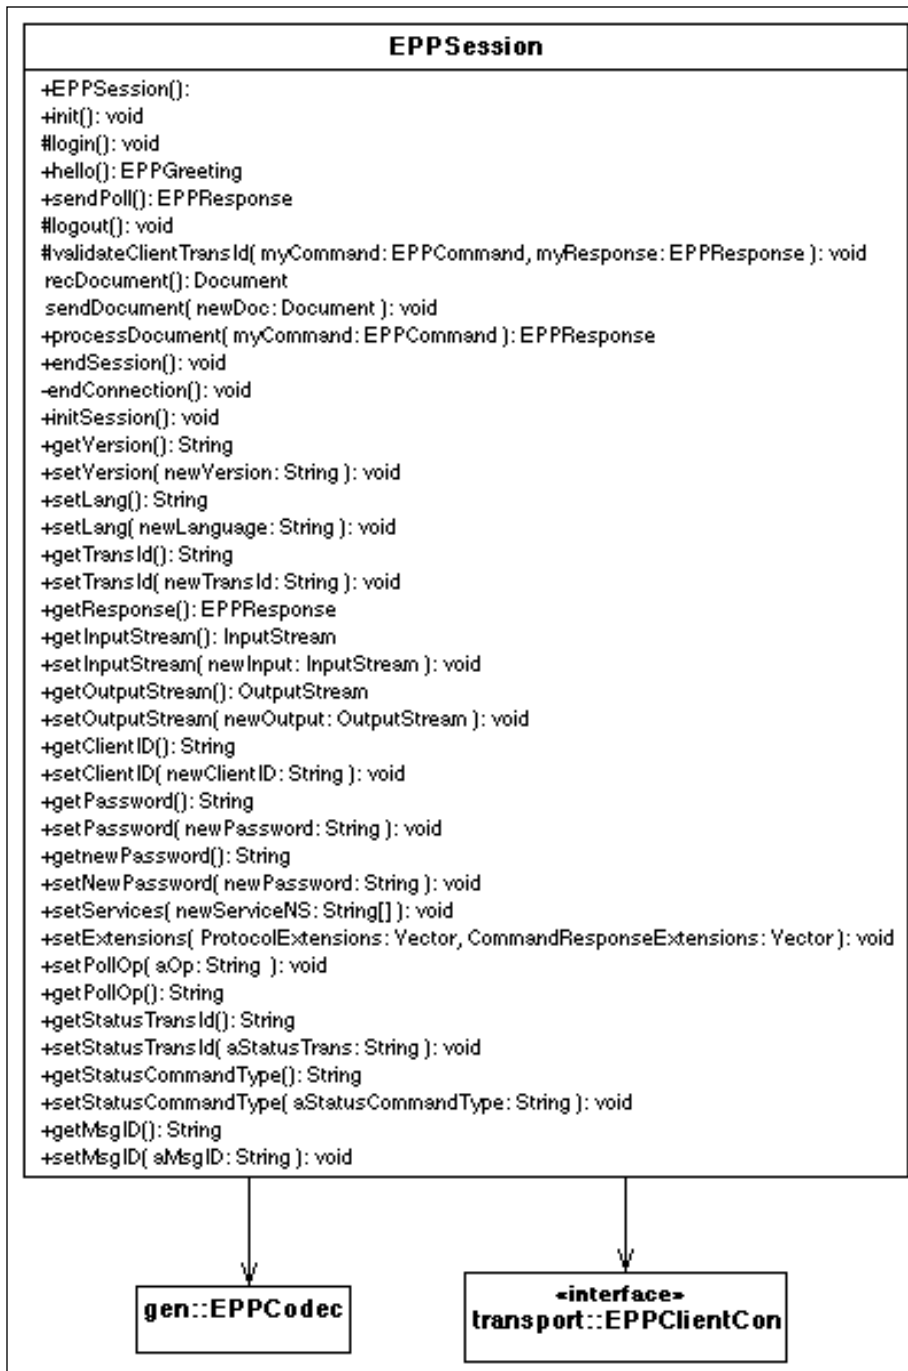 EPPSession
+EPPSession():
+init(): void
#login(): void
+hello(): EPPGreeting
+sendPoll(): EPPResponse
#logout(): void
#validateClientTransId( myCommand: EPPCommand, myResponse: EPPResponse ): void
recDocument(): Document
sendDocument( newDoc: Document ): void
+processDocument( myCommand: EPPCommand ): EPPResponse
+endSession(): void
-endConnection(): void
+initSession(): void
+getVersion(): String
+setVersion( newVersion: String ): void
+setLang(): String
+setLang( newLanguage: String ): void
+getTransId(): String
+setTransId( newTransId: String ): void
+getResponse(): EPPResponse
+getInputStream(): InputStream
+setInputStream( newInput: InputStream ): void
+getOutputStream(): OutputStream
+setOutputStream( newOutput: OutputStream ): void
+getClientID(): String
+setClientID( newClientID: String ): void
+getPassword(): String
+setPassword( newPassword: String ): void
+getnewPassword(): String
+setNewPassword( newPassword: String ): void
+setServices( newServiceNS: String[] ): void
+setExtensions( ProtocolExtensions: Vector, CommandResponseExtensions: Vector ): void
+setPollOp( aOp: String ): void
+getPollOp(): String
+getStatusTransId(): String
+setStatusTransId( aStatusTrans: String ): void
+getStatusCommandType(): String
+setStatusCommandType( aStatusCommandType: String ): void
+getMsgID(): String
+setMsgID( aMsgID: String ): void
gen::EPPCodec
«interface»
transport::EPPClientCon